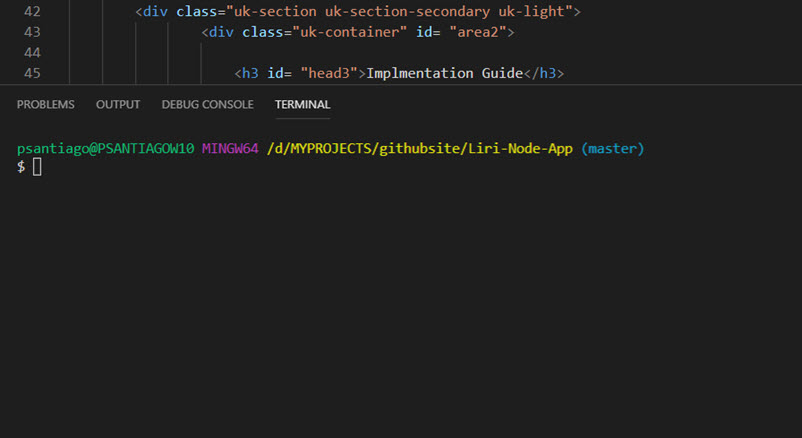 42 <div class="uk-section uk-section-secondary uk-light">
43 <div class="uk-container" id= "area2">
44
45 <h3 id= "head3">Implmentation Guide</h3>
PROBLEMS OUTPUT DEBUG CONSOLE TERMINAL
psantiago@PSANTIAGOW10 MINGW64 /d/MYPROJECTS/githubsite/Liri-Node-App (master)
$